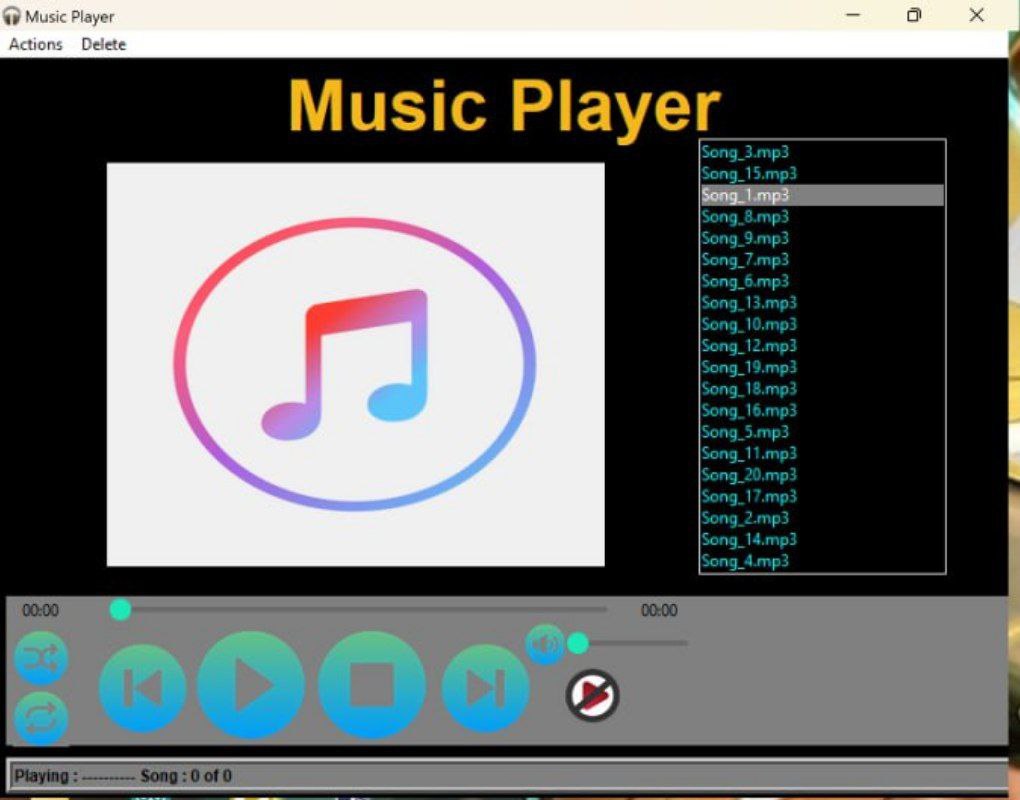 Music Player
Actions Delete
Music Player
Song_3.mp3
Song_15.mp3
Song_1.mp3
Song_8.mp3
Song_9.mp3
Song_7.mp3
Song_6.mp3
Song_13.mp3
Song_10.mp3
Song_12.mp3
Song_19.mp3
Song_18.mp3
Song_16.mp3
Song_5.mp3
Song_11.mp3
Song_20.mp3
Song_17.mp3
Song_2.mp3
Song_14.mp3
Song_4.mp3
00:00 00:00
Playing : ---------- Song : 0 of 0